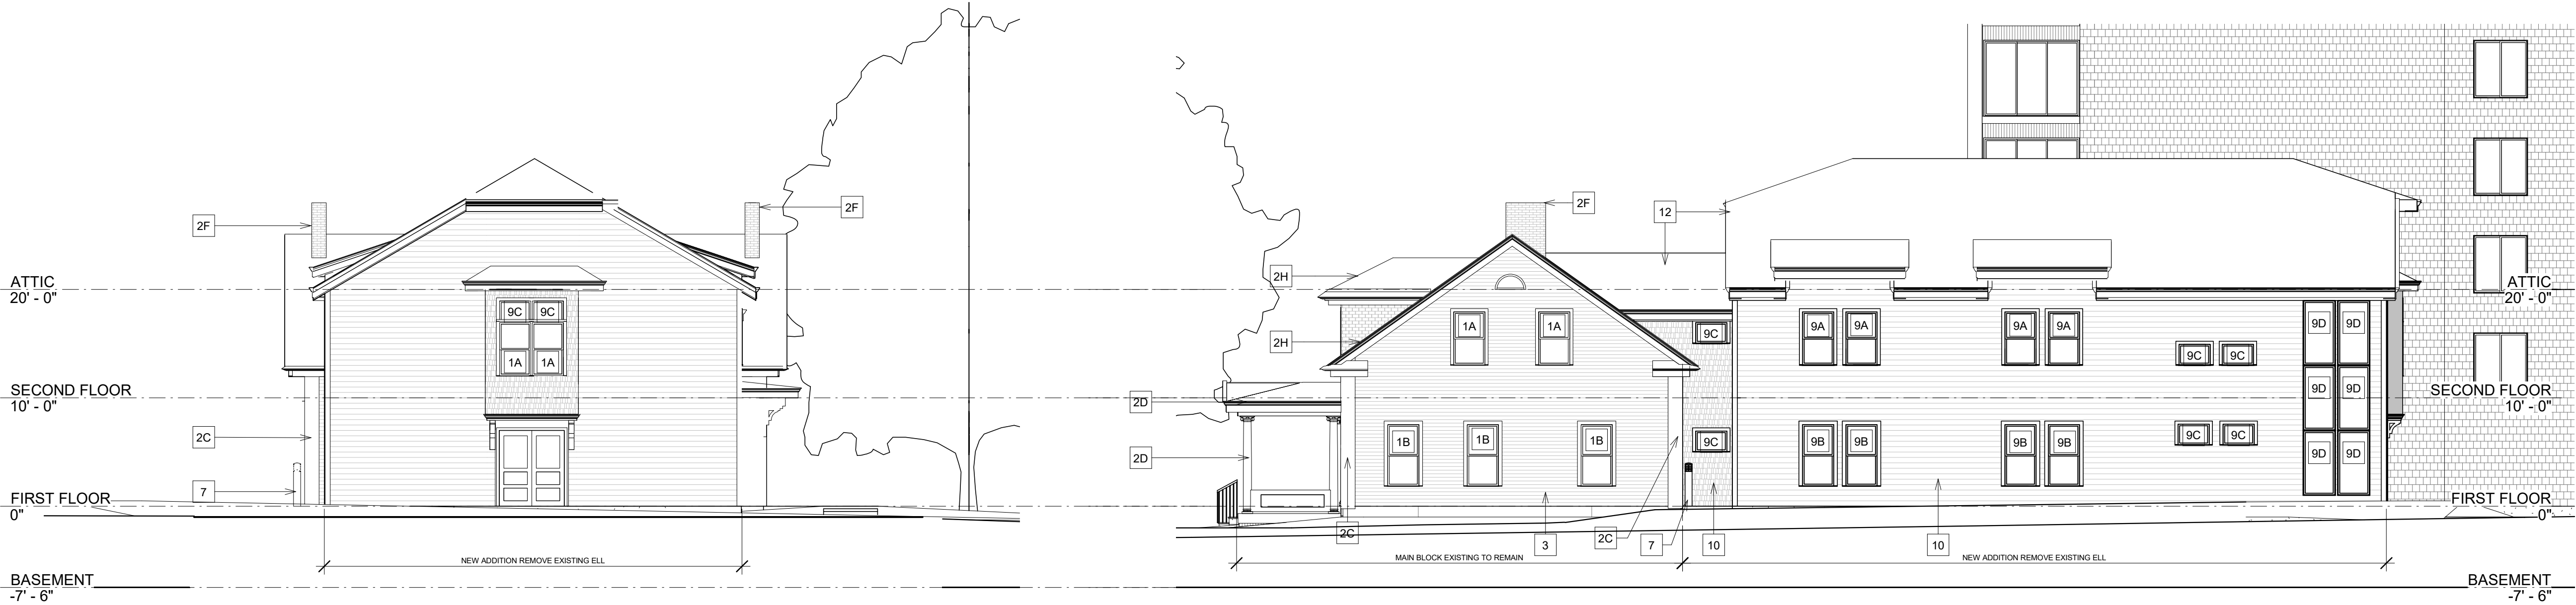 2F
2F
ATTIC
20' - 0"
9C 9C
1A 1A
SECOND FLOOR
10' - 0"
2C
7
FIRST FLOOR
0"
NEW ADDITION REMOVE EXISTING ELL
BASEMENT
-7' - 6"
2F
12
2H
ATTIC
20' - 0"
1A 1A 9C 9A 9A 9A 9A 9D 9D
2H
9C 9C
2D
9D 9D
SECOND FLOOR
10' - 0"
1B 1B 1B 9C 9B 9B 9B 9B 9C 9C
2D
9D 9D
FIRST FLOOR
0"
2C
3
2C
7
10
10
MAIN BLOCK EXISTING TO REMAIN
NEW ADDITION REMOVE EXISTING ELL
BASEMENT
-7' - 6"